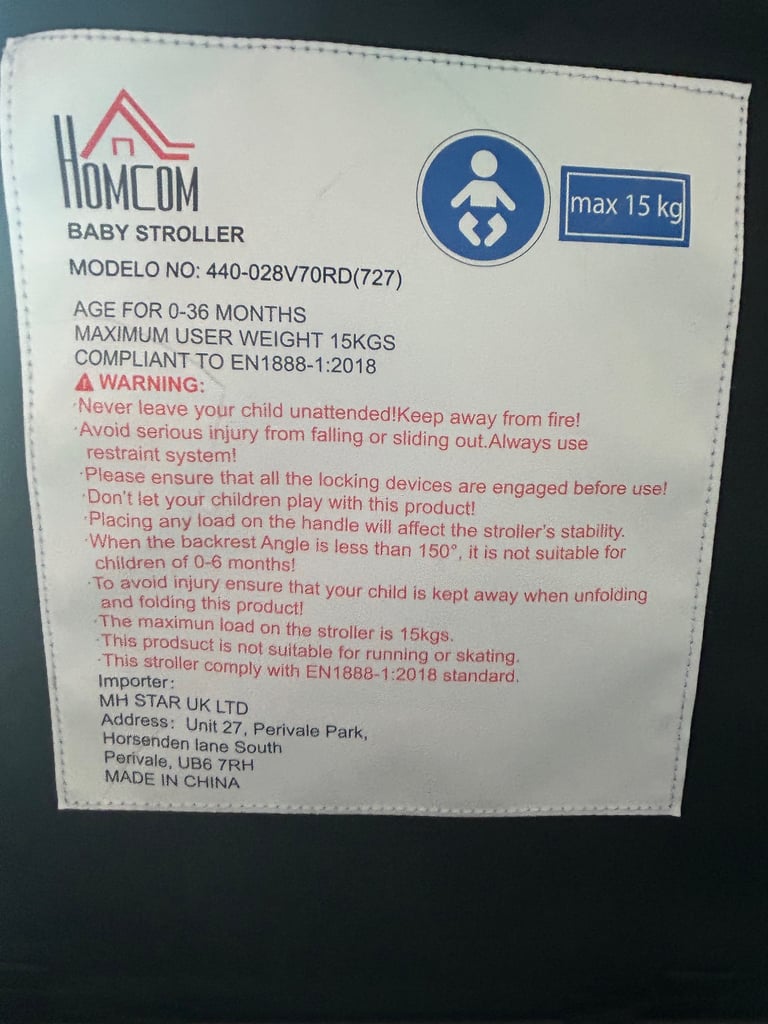 HOMCOM
max 15 kg
BABY STROLLER
MODELO NO: 440-028V70RD(727)
AGE FOR 0-36 MONTHS
MAXIMUM USER WEIGHT 15KGS
COMPLIANT TO EN1888-1:2018
WARNING:
·Never leave your child unattended!Keep away from fire!
·Avoid serious injury from falling or sliding out.Always use
restraint system!
·Please ensure that all the locking devices are engaged before use!
·Don't let your children play with this product!
·Placing any load on the handle will affect the stroller's stability.
·When the backrest Angle is less than 150°, it is not suitable for
children of 0-6 months!
·To avoid injury ensure that your child is kept away when unfolding
and folding this product!
·The maximun load on the stroller is 15kgs.
·This prodsuct is not suitable for running or skating.
·This stroller comply with EN1888-1:2018 standard.
Importer:
MH STAR UK LTD
Address: Unit 27, Perivale Park,
Horsenden lane South
Perivale, UB6 7RH
MADE IN CHINA